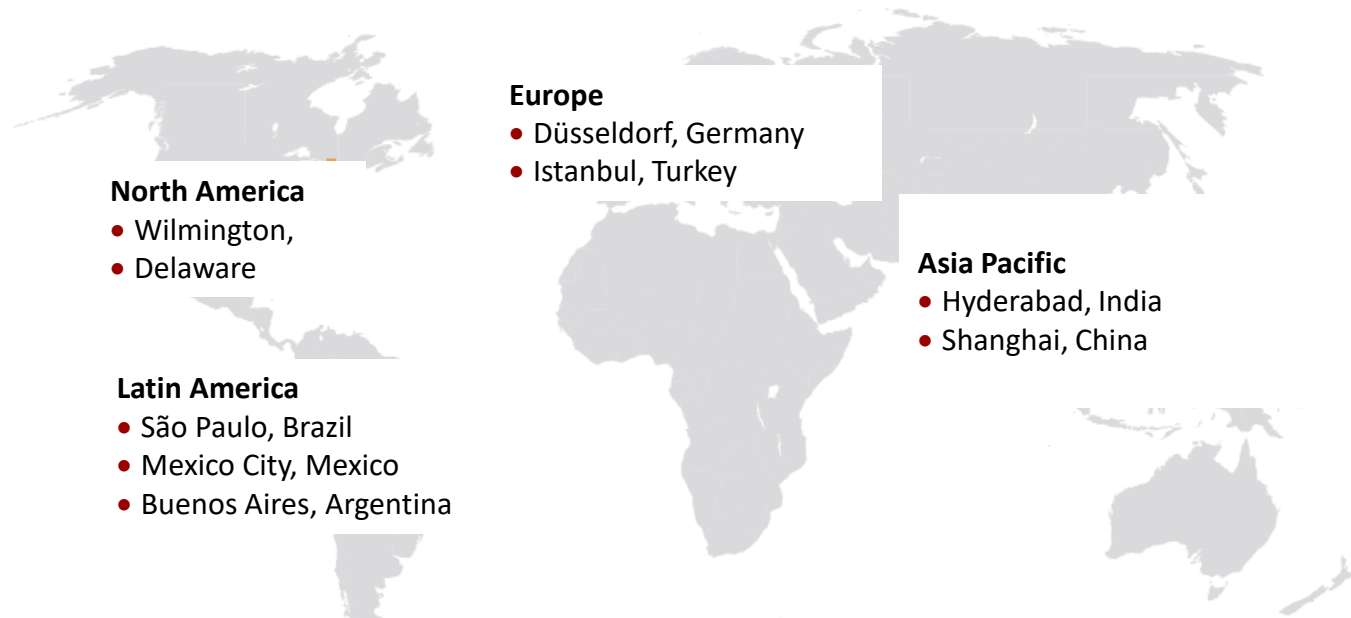 Europe
• Düsseldorf, Germany
• Istanbul, Turkey
North America
• Wilmington,
• Delaware
Asia Pacific
• Hyderabad, India
• Shanghai, China
Latin America
• São Paulo, Brazil
• Mexico City, Mexico
• Buenos Aires, Argentina